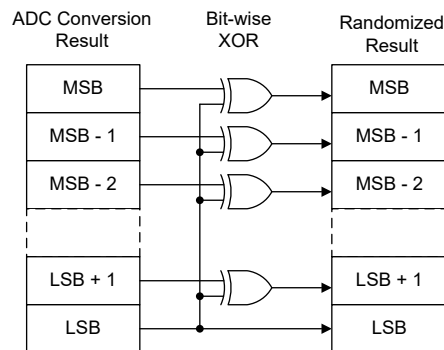 ADC Conversion
Result
Bit-wise
XOR
Randomized
Result
MSB
MSB
MSB - 1
MSB - 1
MSB - 2
MSB - 2
LSB + 1
LSB + 1
LSB
LSB